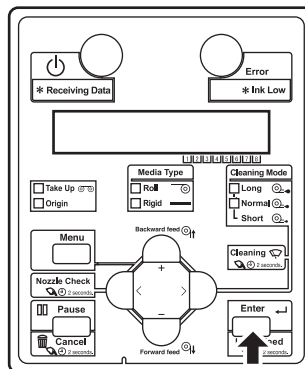 Error
* Receiving Data
* Ink Low
1 2 3 4 5 6 7 8
Media Type
Roll
Rigid
Cleaning Mode
Long
Normal
Short
Take Up
Origin
Menu
Backward feed
Cleaning
2 seconds.
Nozzle Check
2 seconds.
+
< >
−
Pause
Cancel
2 seconds.
Forward feed
Enter
2 seconds.